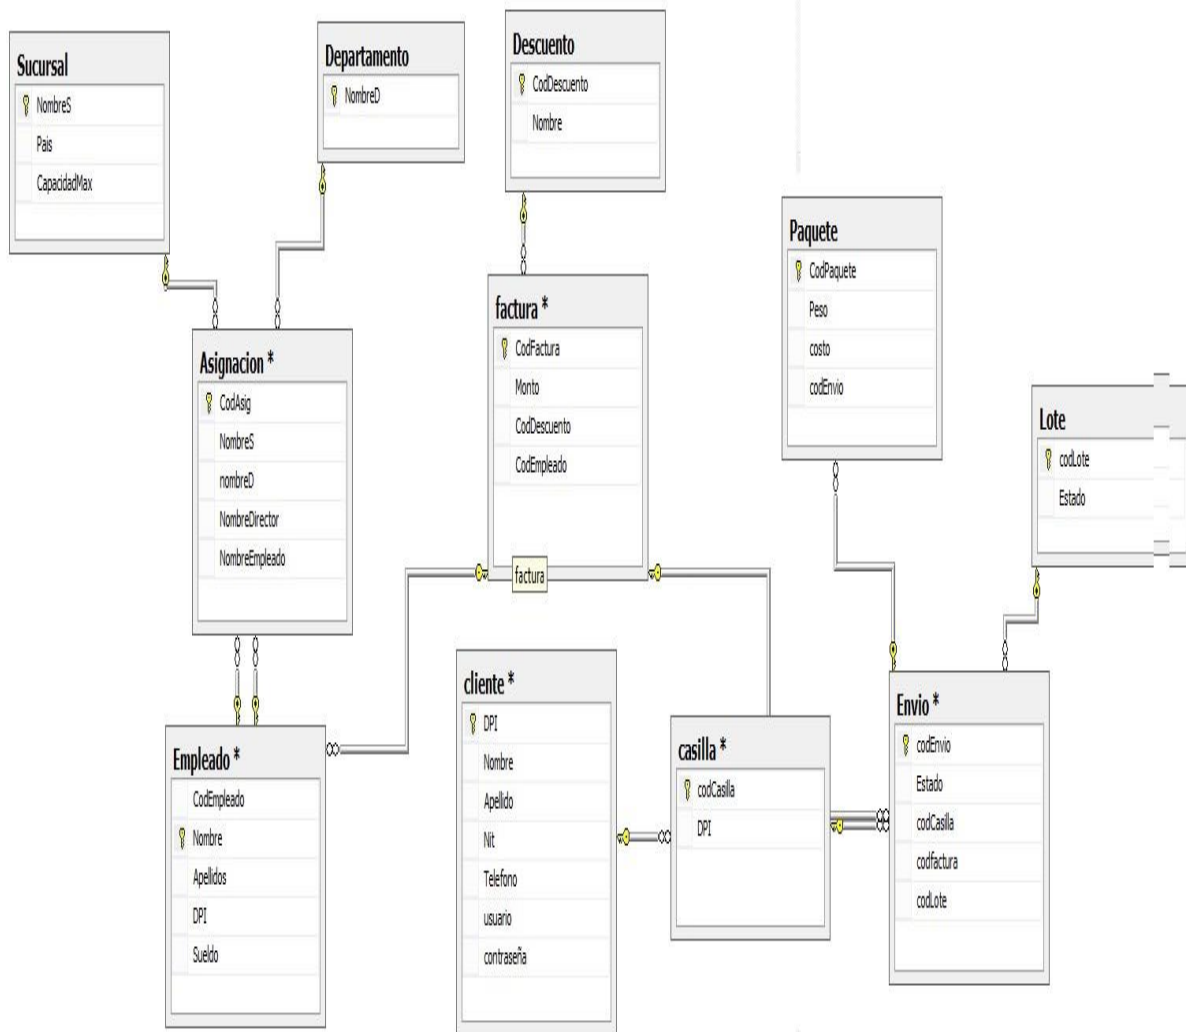 Sucursal
NombreS
Pais
CapacidadMax
Departamento
NombreD
Descuento
CodDescuento
Nombre
Paquete
CodPaquete
Peso
costo
codEnvio
factura *
CodFactura
Monto
CodDescuento
CodEmpleado
factura
Asignacion *
CodAsig
NombreS
nombreD
NombreDirector
NombreEmpleado
Lote
codLote
Estado
Empleado *
CodEmpleado
Nombre
Apellidos
DPI
Sueldo
cliente *
DPI
Nombre
Apellido
Nit
Telefono
usuario
contraseña
casilla *
codCasilla
DPI
Envio *
codEnvio
Estado
codCasilla
codfactura
codLote